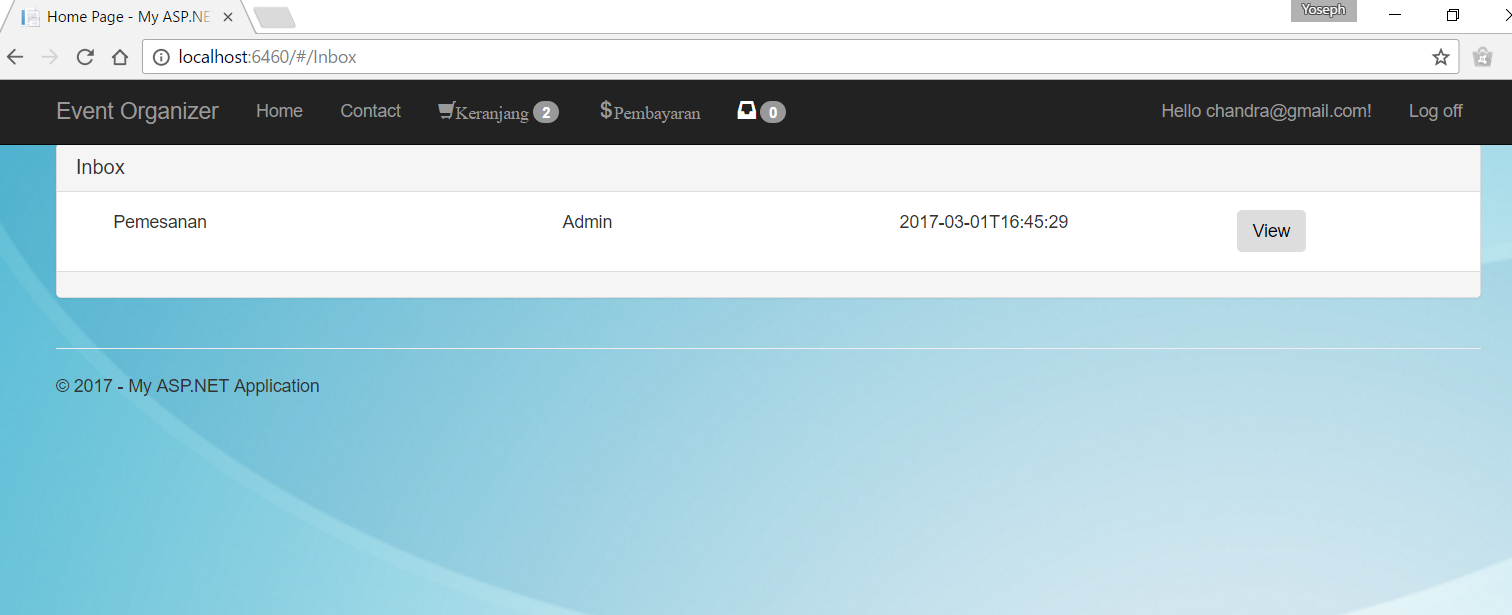 Home Page - My ASP.NE
Yoseph
localhost:6460/#/Inbox
Event Organizer Home Contact Keranjang 2 $Pembayaran 0 Hello chandra@gmail.com! Log off
Inbox
Pemesanan Admin 2017-03-01T16:45:29 View
© 2017 - My ASP.NET Application